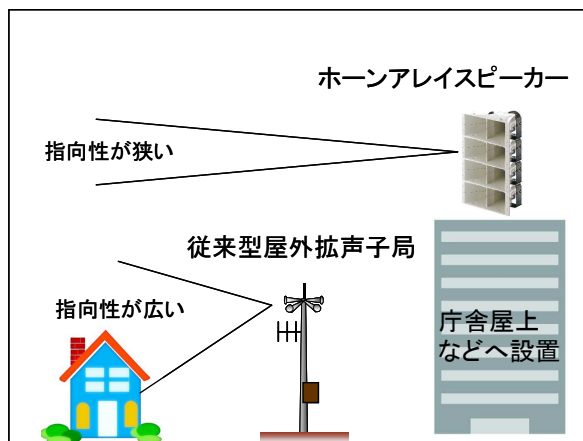 ホーンアレイスピーカー
指向性が狭い
従来型屋外拡声子局
指向性が広い
庁舎屋上
などへ設置